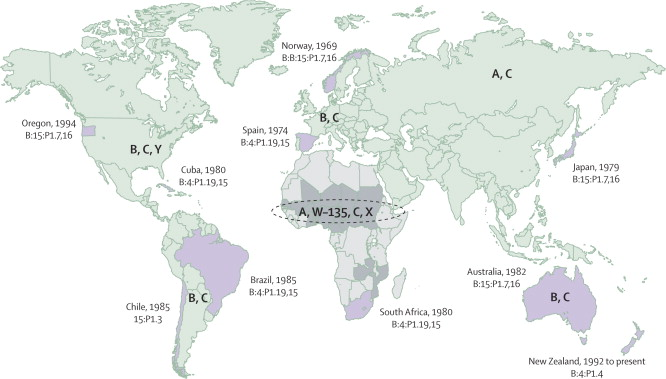 Norway, 1969
B:B:15:P1.7,16
A, C
Oregon, 1994
B:15:P1.7,16
B, C, Y
Spain, 1974
B:4:P1.19,15
B, C
Cuba, 1980
B:4:P1.19,15
Japan, 1979
B:15:P1.7,16
A, W–135, C, X
Brazil, 1985
B:4:P1.19,15
B, C
Chile, 1985
15:P1.3
South Africa, 1980
B:4:P1.19,15
Australia, 1982
B:15:P1.7,16
B, C
New Zealand, 1992 to present
B:4:P1.4